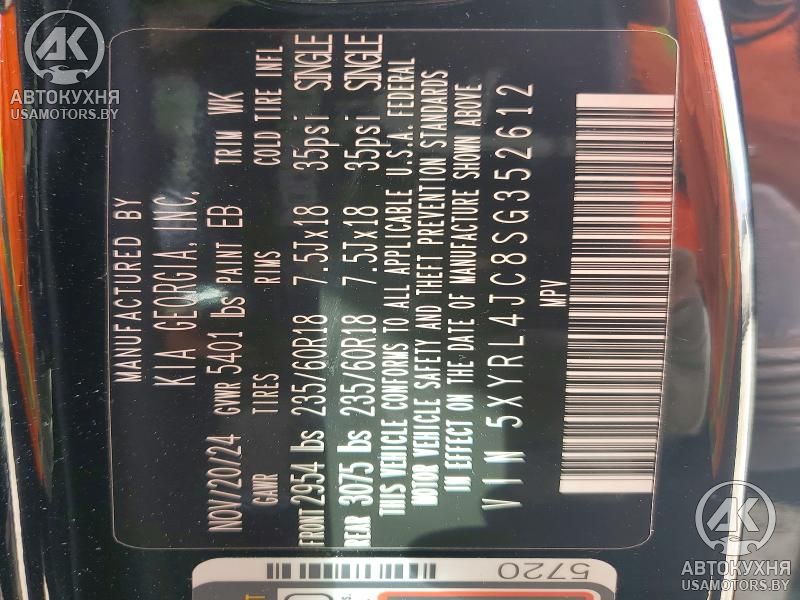 MANUFACTURED BY
KIA GEORGIA, INC.
NOV/20/24 GVWR 5401 lbs PAINT EB TRIM WK
GAWR TIRES RIMS COLD TIRE INFL
FRONT 2954 lbs 235/60R18 7.5Jx18 35psi SINGLE
REAR 3075 lbs 235/60R18 7.5Jx18 35psi SINGLE
THIS VEHICLE CONFORMS TO ALL APPLICABLE U.S.A. FEDERAL
MOTOR VEHICLE SAFETY AND THEFT PREVENTION STANDARDS
IN EFFECT ON THE DATE OF MANUFACTURE SHOWN ABOVE
VIN 5XYRL4JC8SG352612
MPV
5720
АК
АВТОКУХНЯ
USAMOTORS.BY
АК
АВТОКУХНЯ
USAMOTORS.BY